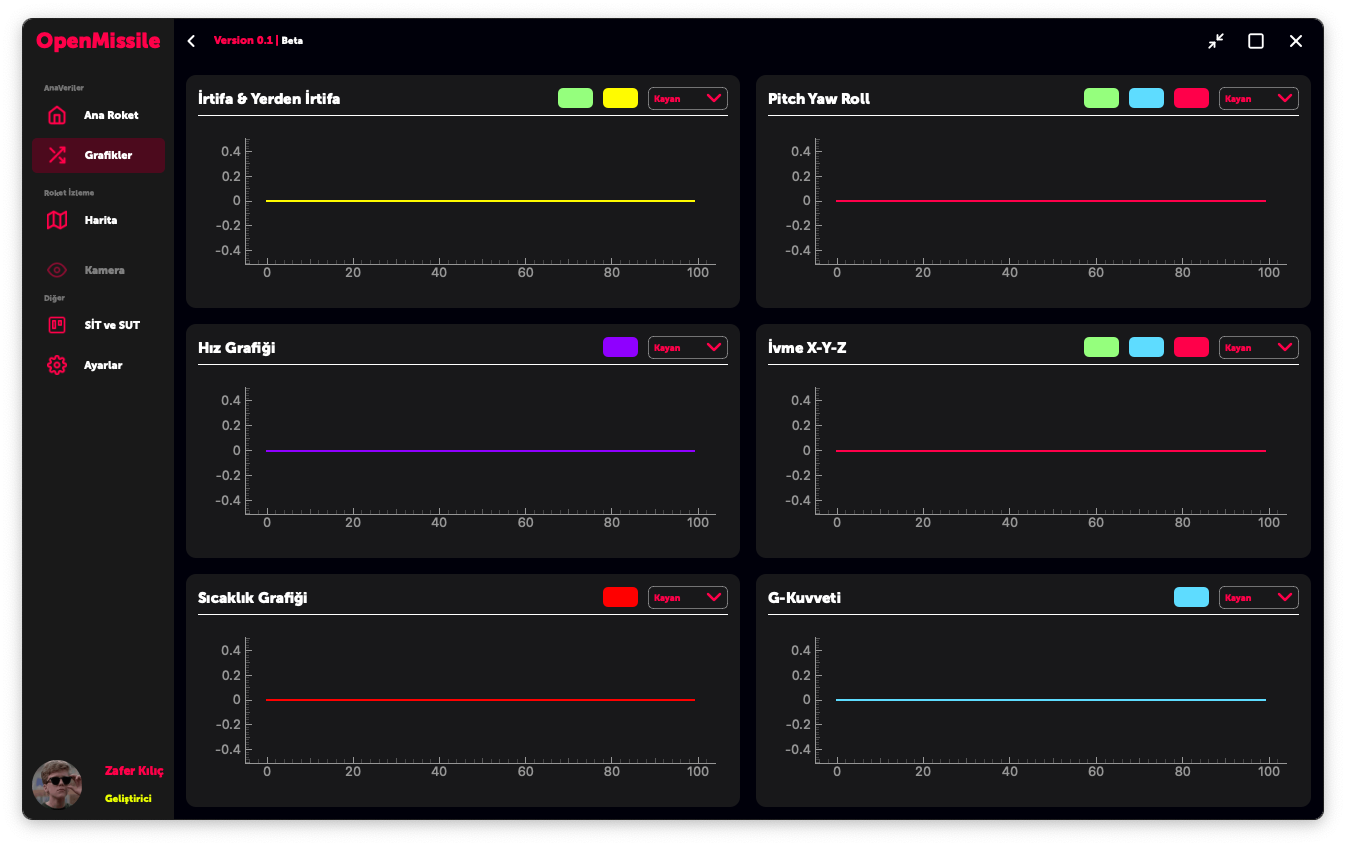 OpenMissile
Version 0.1 | Beta
AnaVeriler
Ana Roket
Grafikler
Roket İzleme
Harita
Kamera
Diğer
SİT ve SUT
Ayarlar
Zafer Kılıç
Geliştirici
İrtifa & Yerden İrtifa
Kayan
0.4
0.2
0
-0.2
-0.4
0 20 40 60 80 100
Pitch Yaw Roll
Kayan
0.4
0.2
0
-0.2
-0.4
0 20 40 60 80 100
Hız Grafiği
Kayan
0.4
0.2
0
-0.2
-0.4
0 20 40 60 80 100
İvme X-Y-Z
Kayan
0.4
0.2
0
-0.2
-0.4
0 20 40 60 80 100
Sıcaklık Grafiği
Kayan
0.4
0.2
0
-0.2
-0.4
0 20 40 60 80 100
G-Kuvveti
Kayan
0.4
0.2
0
-0.2
-0.4
0 20 40 60 80 100